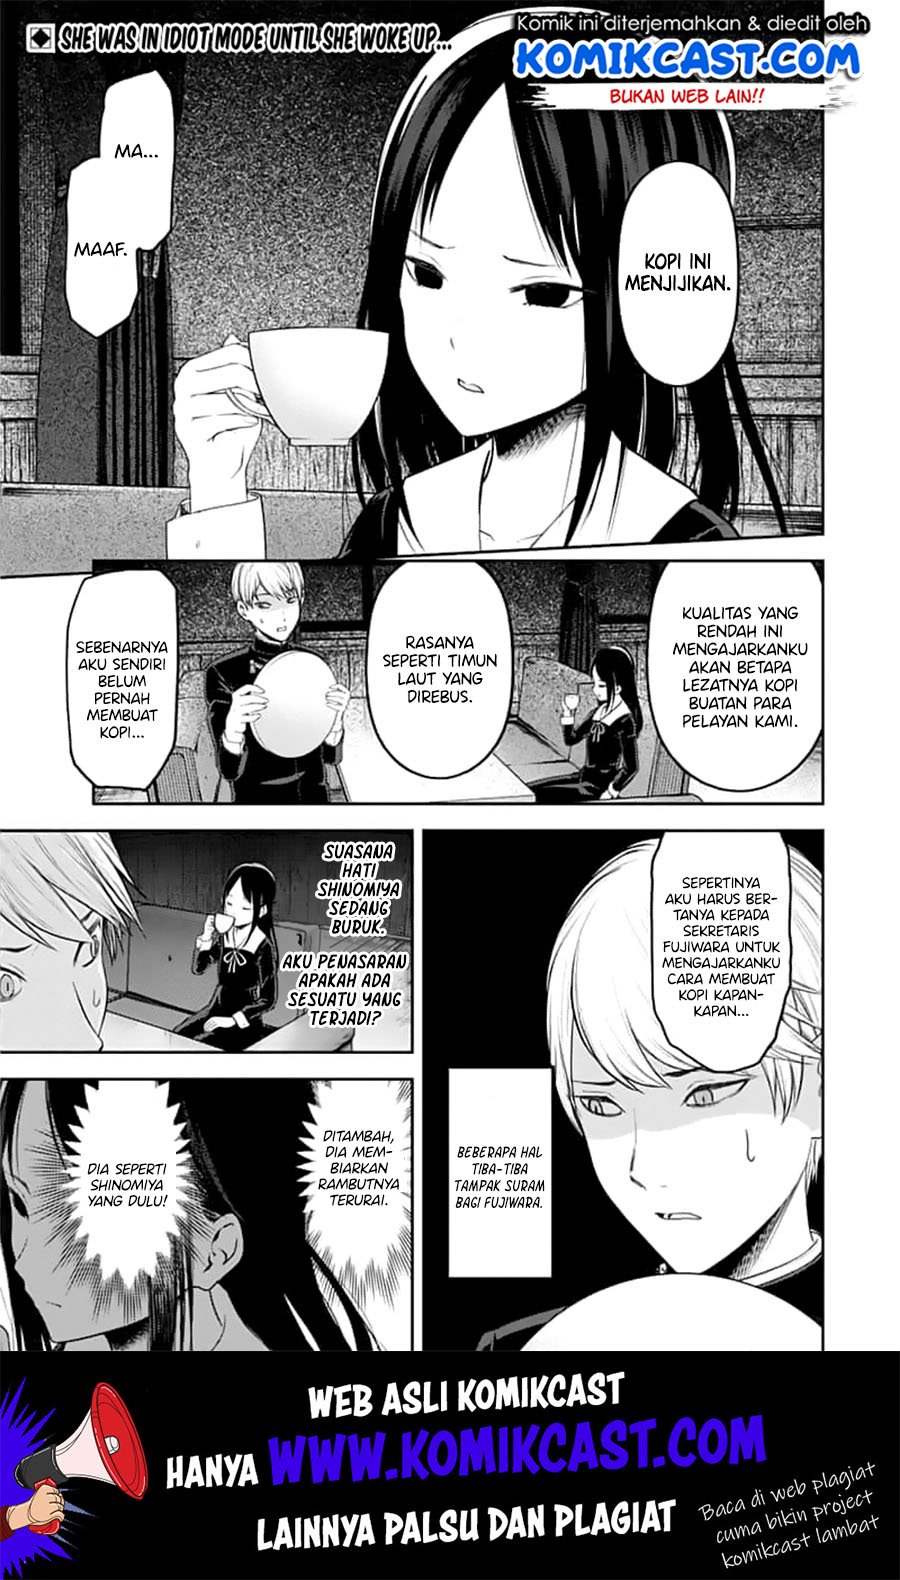 SHE WAS IN IDIOT MODE UNTIL SHE WOKE UP...
Komik ini diterjemahkan & diedit oleh
KOMIKCAST.COM
BUKAN WEB LAIN!!
KOPI INI
MENJIJIKAN.
MA...
MAAF.
KUALITAS YANG
RENDAH INI
MENGAJARKANKU
AKAN BETAPA
LEZATNYA KOPI
BUATAN PARA
PELAYAN KAMI.
RASANYA
SEPERTI TIMUN
LAUT YANG
DIREBUS.
SEBENARNYA
AKU SENDIRI
BELUM
PERNAH
MEMBUAT
KOPI...
SEPERTINYA
AKU HARUS BER-
TANYA KEPADA
SEKRETARIS
FUJIWARA UNTUK
MENGAJARKANKU
CARA MEMBUAT
KOPI KAPAN-
KAPAN...
BEBERAPA HAL
TIBA-TIBA
TAMPAK SURAM
BAGI FUJIWARA.
SUASANA
HATI
SHINOMIYA
SEDANG
BURUK.
AKU PENASARAN
APAKAH ADA
SESUATU YANG
TERJADI?
DITAMBAH,
DIA MEM-
BIARKAN
RAMBUTNYA
TERURAI.
DIA SEPERTI
SHINOMIYA
YANG DULU!
WEB ASLI KOMIKCAST
HANYA WWW.KOMIKCAST.COM
LAINNYA PALSU DAN PLAGIAT
Baca di web plagiat
cuma bikin project
komikcast lambat